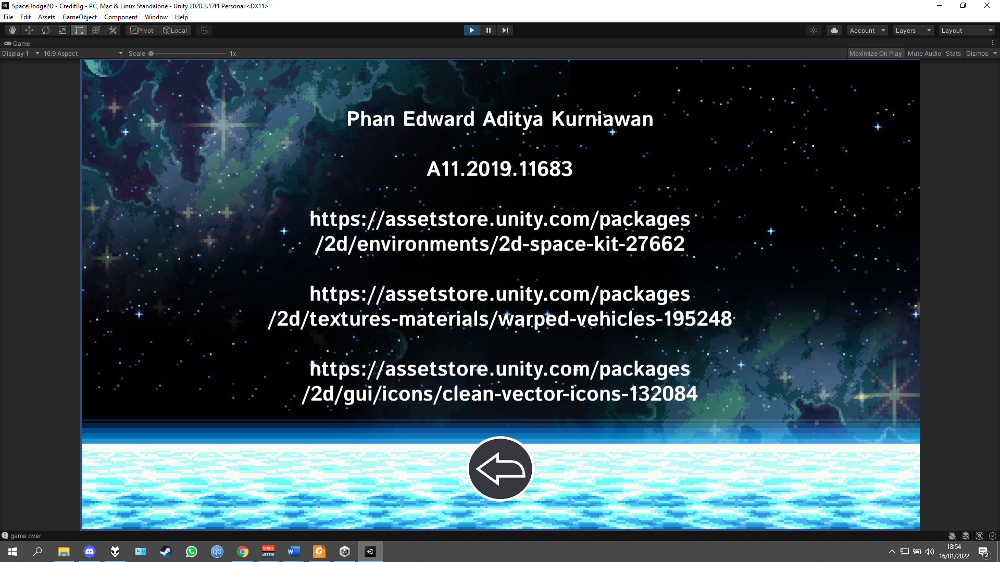 SpaceDodge2D - CreditBg - PC, Mac & Linux Standalone - Unity 2020.3.17f1 Personal <DX11>
File Edit Assets GameObject Component Window Help
Pivot Local Account Layers Layout
Game
Display 1 16:9 Aspect Scale 1x Maximize On Play Mute Audio Stats Gizmos
Phan Edward Aditya Kurniawan
A11.2019.11683
https://assetstore.unity.com/packages
/2d/environments/2d-space-kit-27662
https://assetstore.unity.com/packages
/2d/textures-materials/warped-vehicles-195248
https://assetstore.unity.com/packages
/2d/gui/icons/clean-vector-icons-132084
game over
18:54
VOICE
MEETER
qb
W
PDF
16/01/2022
2